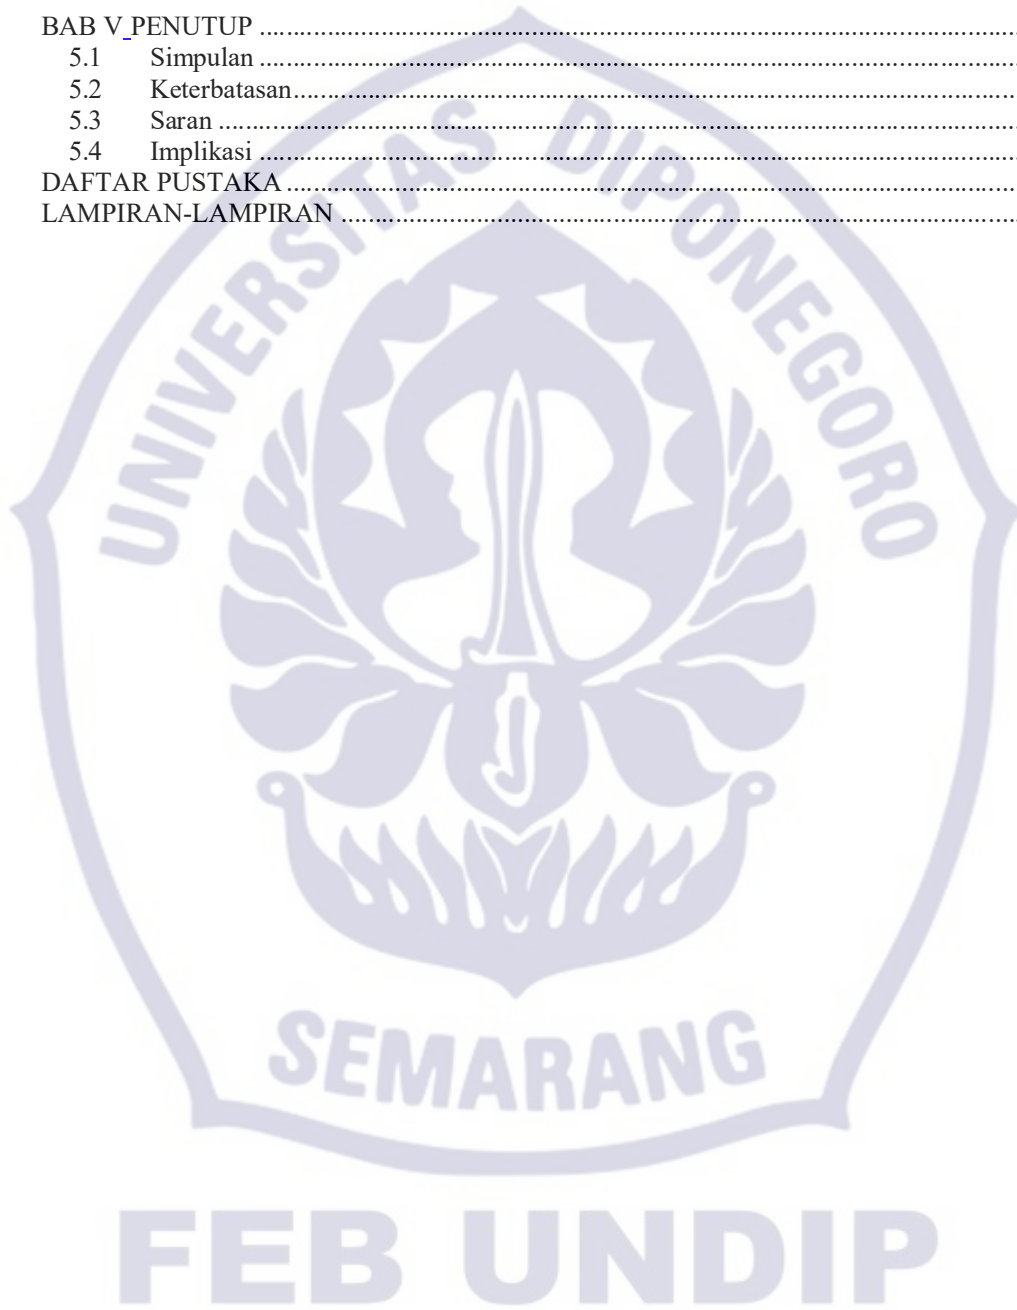 BAB V PENUTUP ........................................................................................................
5.1 Simpulan ........................................................................................................
5.2 Keterbatasan........................................................................................................
5.3 Saran ........................................................................................................
5.4 Implikasi ........................................................................................................
DAFTAR PUSTAKA ........................................................................................................
LAMPIRAN-LAMPIRAN ........................................................................................................
UNIVERSITAS DIPONEGORO
SEMARANG
FEB UNDIP